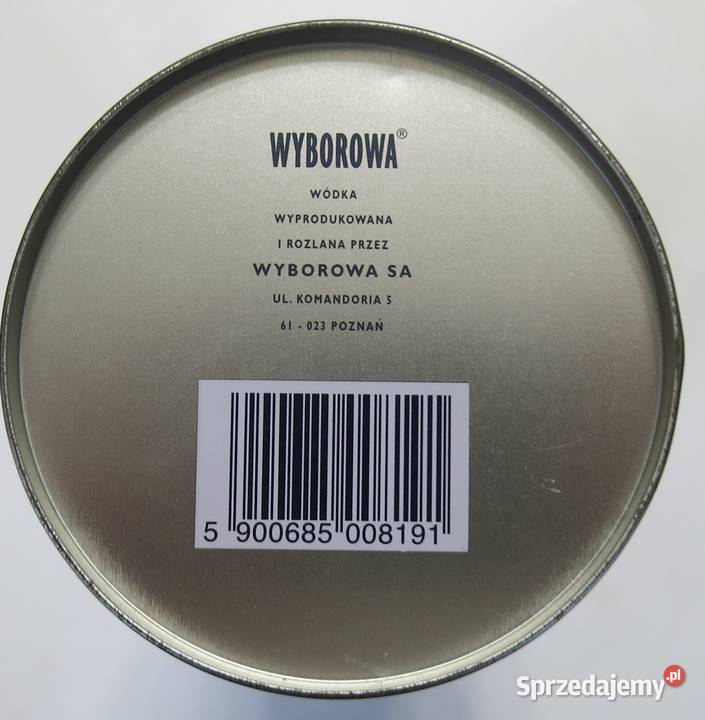 WYBOROWA®
WÓDKA
WYPRODUKOWANA
I ROZLANA PRZEZ
WYBOROWA SA
UL. KOMANDORIA 5
61 - 023 POZNAŃ
5 900685 008191
Sprzedajemy.pl